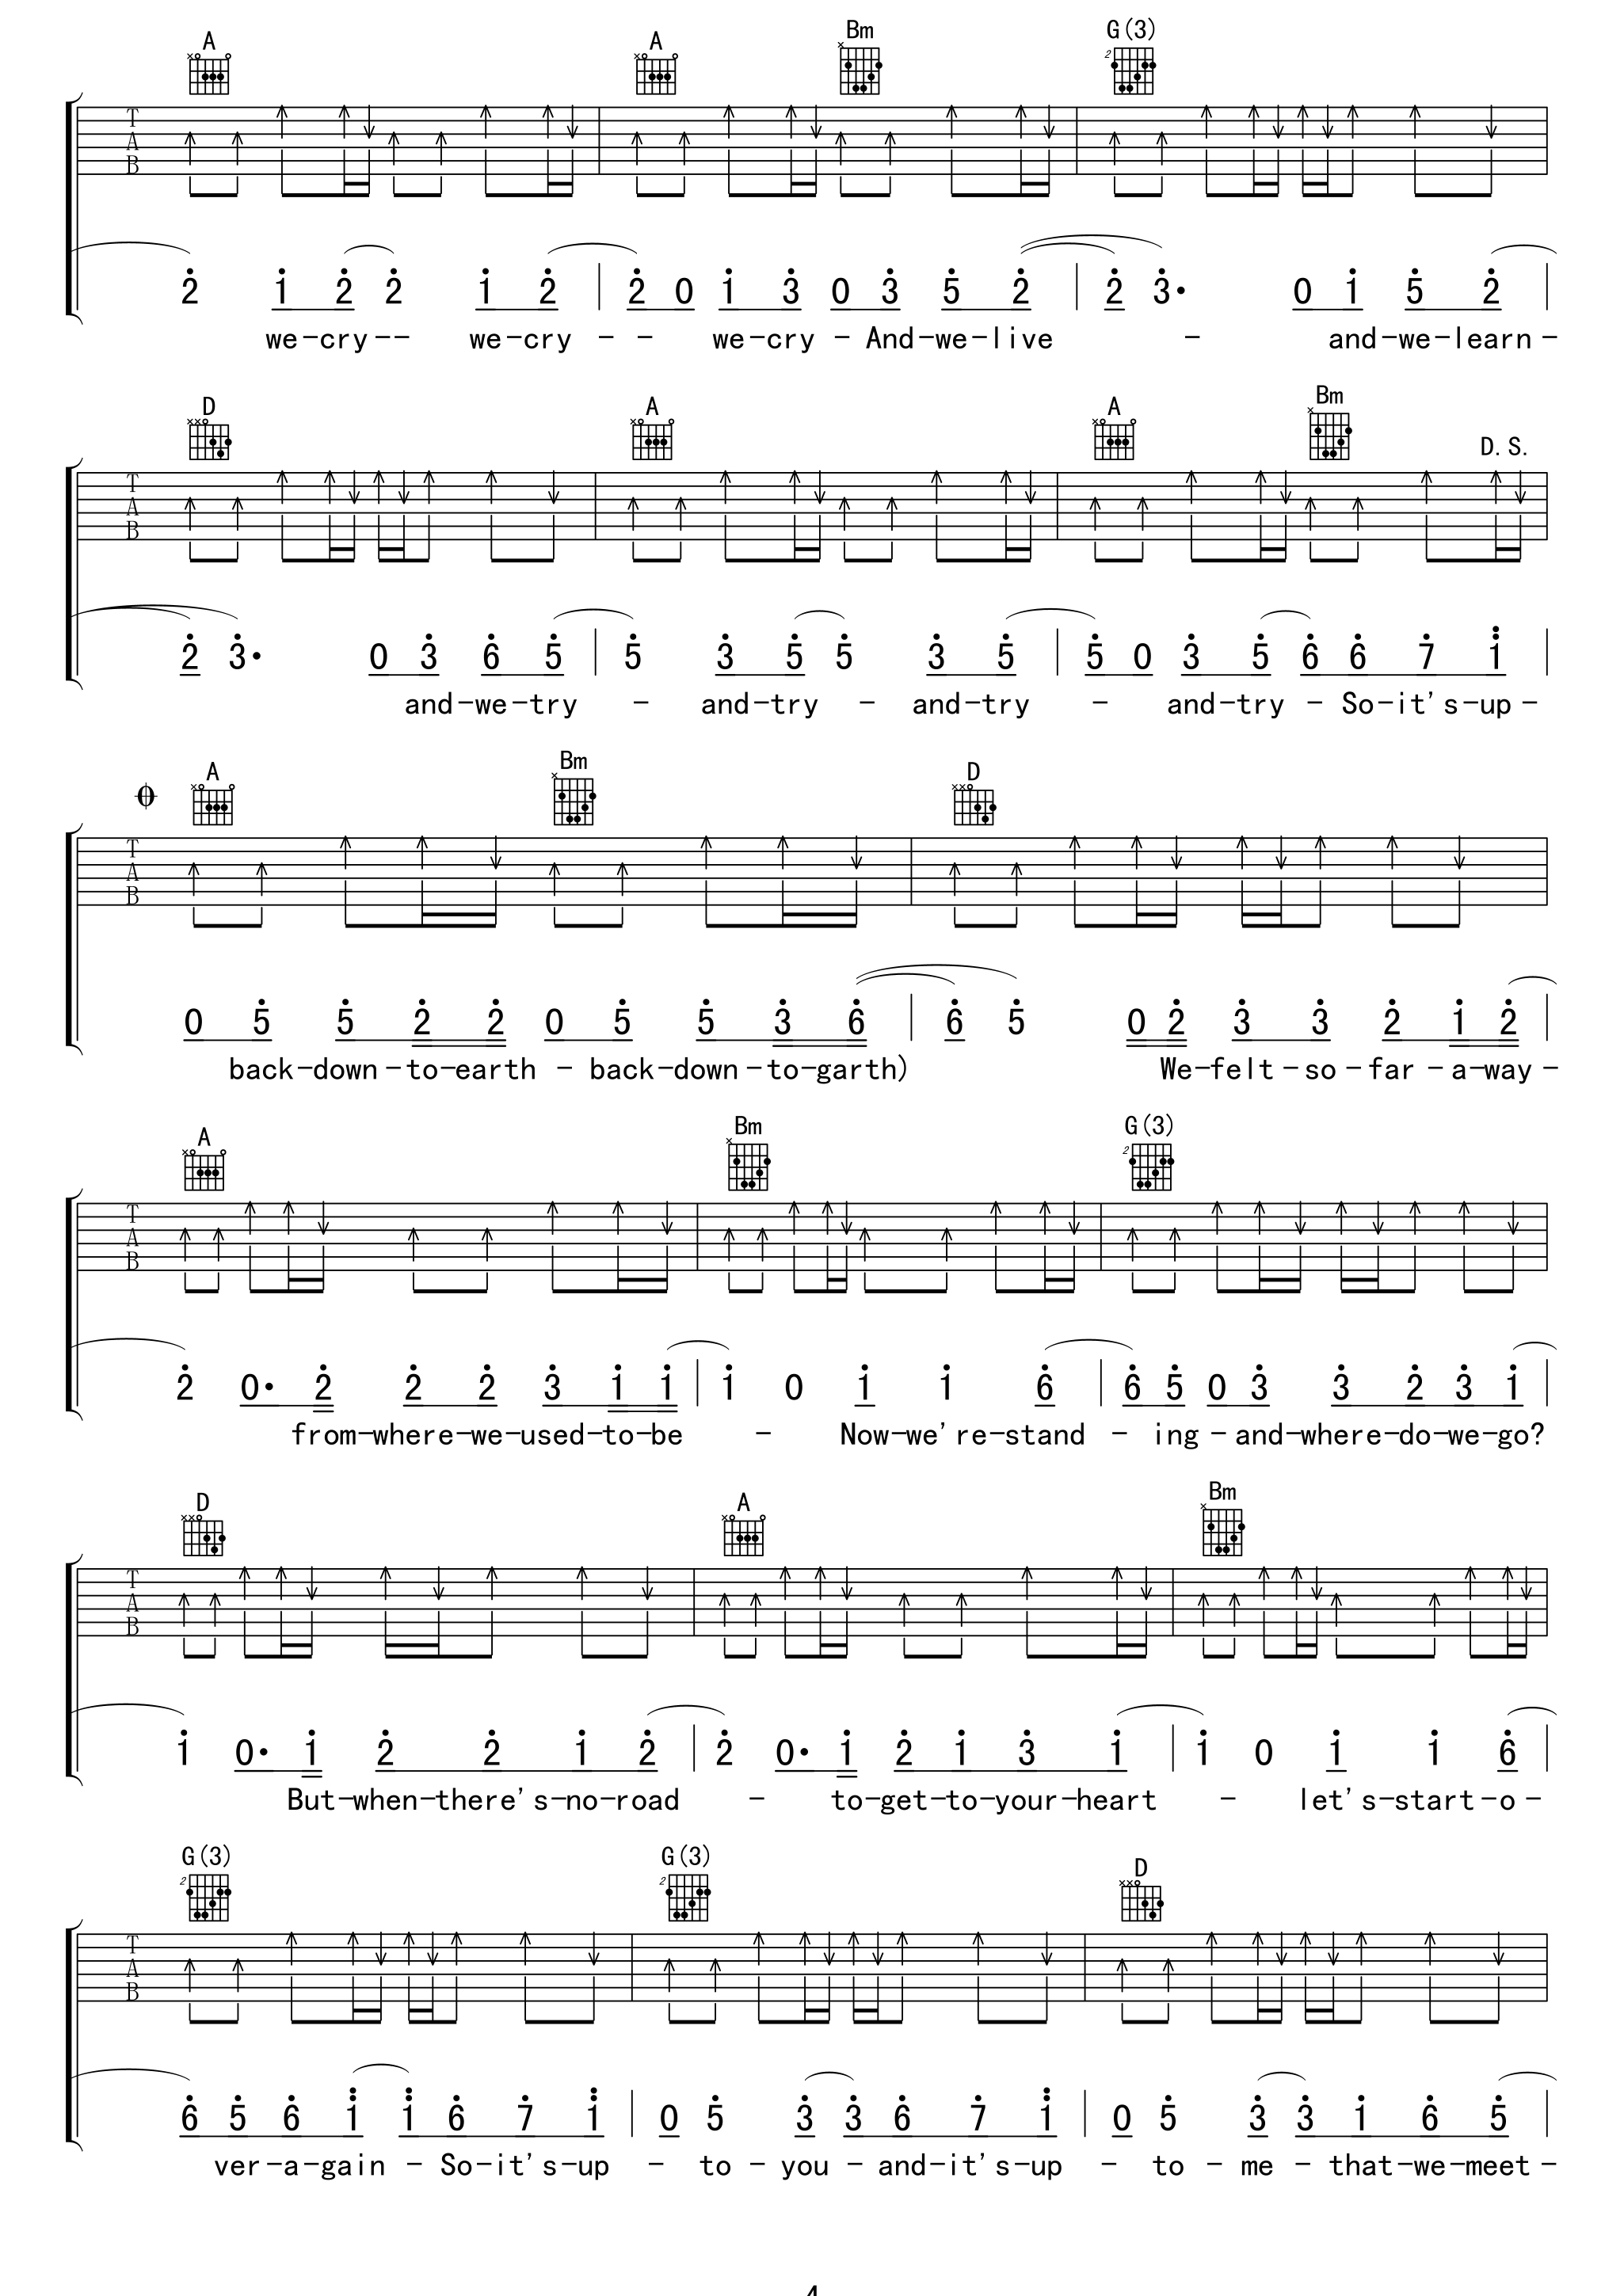 A A Bm G(3)
T A B
2 1 2 2 1 2 2 0 1 3 0 3 5 2 2 3· 0 1 5 2
we-cry-- we-cry - - we-cry - And-we-live - and-we-learn -
D A A Bm D.S.
T A B
2 3· 0 3 6 5 5 3 5 5 3 5 5 0 3 5 6 6 7 1
and-we-try - and-try - and-try - and-try - So-it's-up -
A Bm D
T A B
0 5 5 2 2 0 5 5 3 6 6 5 0 2 3 3 2 1 2
back-down-to-earth - back-down-to-garth) We-felt-so-far-a-way-
A Bm G(3)
T A B
2 0· 2 2 2 3 1 1 1 0 1 1 6 6 5 0 3 3 2 3 1
from-where-we-used-to-be - Now-we're-stand - ing - and-where-do-we-go?
D A Bm
T A B
1 0· 1 2 2 1 2 2 0· 1 2 1 3 1 1 0 1 1 6
But-when-there's-no-road - to-get-to-your-heart - let's-start-o-
G(3) G(3) D
T A B
6 5 6 1 1 6 7 1 0 5 3 3 6 7 1 0 5 3 3 1 6 5
ver-a-gain - So-it's-up - to - you - and-it's-up - to - me - that-we-meet-